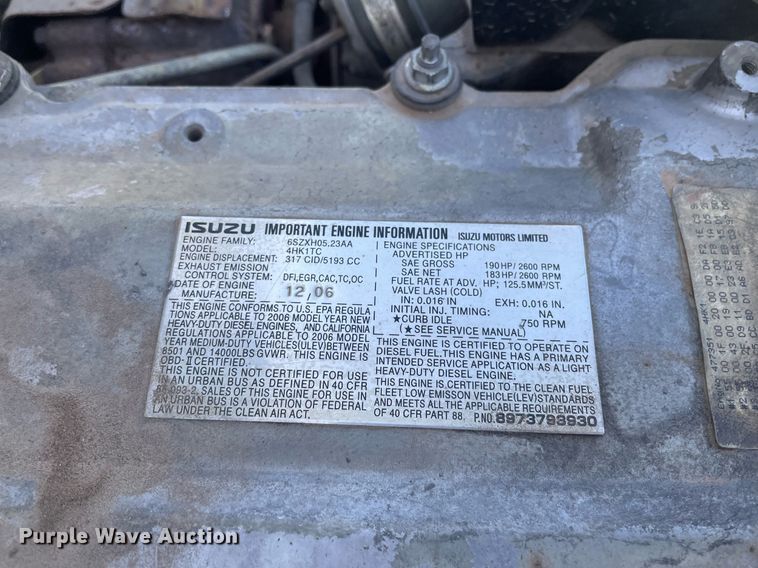 ISUZU IMPORTANT ENGINE INFORMATION ISUZU MOTORS LIMITED
ENGINE FAMILY: 6SZXH05.23AA
MODEL: 4HK1TC
ENGINE DISPLACEMENT: 317 CID/5193 CC
EXHAUST EMISSION
CONTROL SYSTEM: DFI,EGR,CAC,TC,OC
DATE OF ENGINE
MANUFACTURE: 12,06
THIS ENGINE CONFORMS TO U.S. EPA REGULA
TIONS APPLICABLE TO 2006 MODEL YEAR NEW
HEAVY-DUTY DIESEL ENGINES, AND CALIFORNIA
REGULATIONS APPLICABLE TO 2006 MODEL
YEAR MEDIUM-DUTY VEHICLES(ULEV)BETWEEN
8501 and 14000LBS GVWR. THIS ENGINE IS
OBD-II CERTIFIED.
THIS ENGINE IS NOT CERTIFIED FOR USE IN
AN URBAN BUS AS DEFINED IN 40 CFR
093-2. SALES OF THIS ENGINE FOR USE IN
AN URBAN BUS IS A VIOLATION OF FEDERAL
LAW UNDER THE CLEAN AIR ACT.
ENGINE SPECIFICATIONS
ADVERTISED HP
SAE GROSS 190 HP/ 2600 RPM
SAE NET 183 HP/ 2600 RPM
FUEL RATE AT ADV. HP; 125.5MM³/ST.
VALVE LASH (COLD)
IN: 0.016 IN EXH: 0.016 IN.
INITIAL INJ. TIMING: NA
★CURB IDLE 750 RPM
(★SEE SERVICE MANUAL)
THIS ENGINE IS CERTIFIED TO OPERATE ON
DIESEL FUEL.THIS ENGINE HAS A PRIMARY
INTENDED SERVICE APPLICATION AS A LIGHT
HEAVY-DUTY DIESEL ENGINE.
THIS ENGINE IS CERTIFIED TO THE CLEAN FUEL
FLEET LOW EMISSON VEHICLE(LEV)STANDARDS
AND MEETS ALL THE APPLICABLE REQUIREMENTS
OF 40 CFR PART 88. P.NO.8973793930
Purple Wave Auction